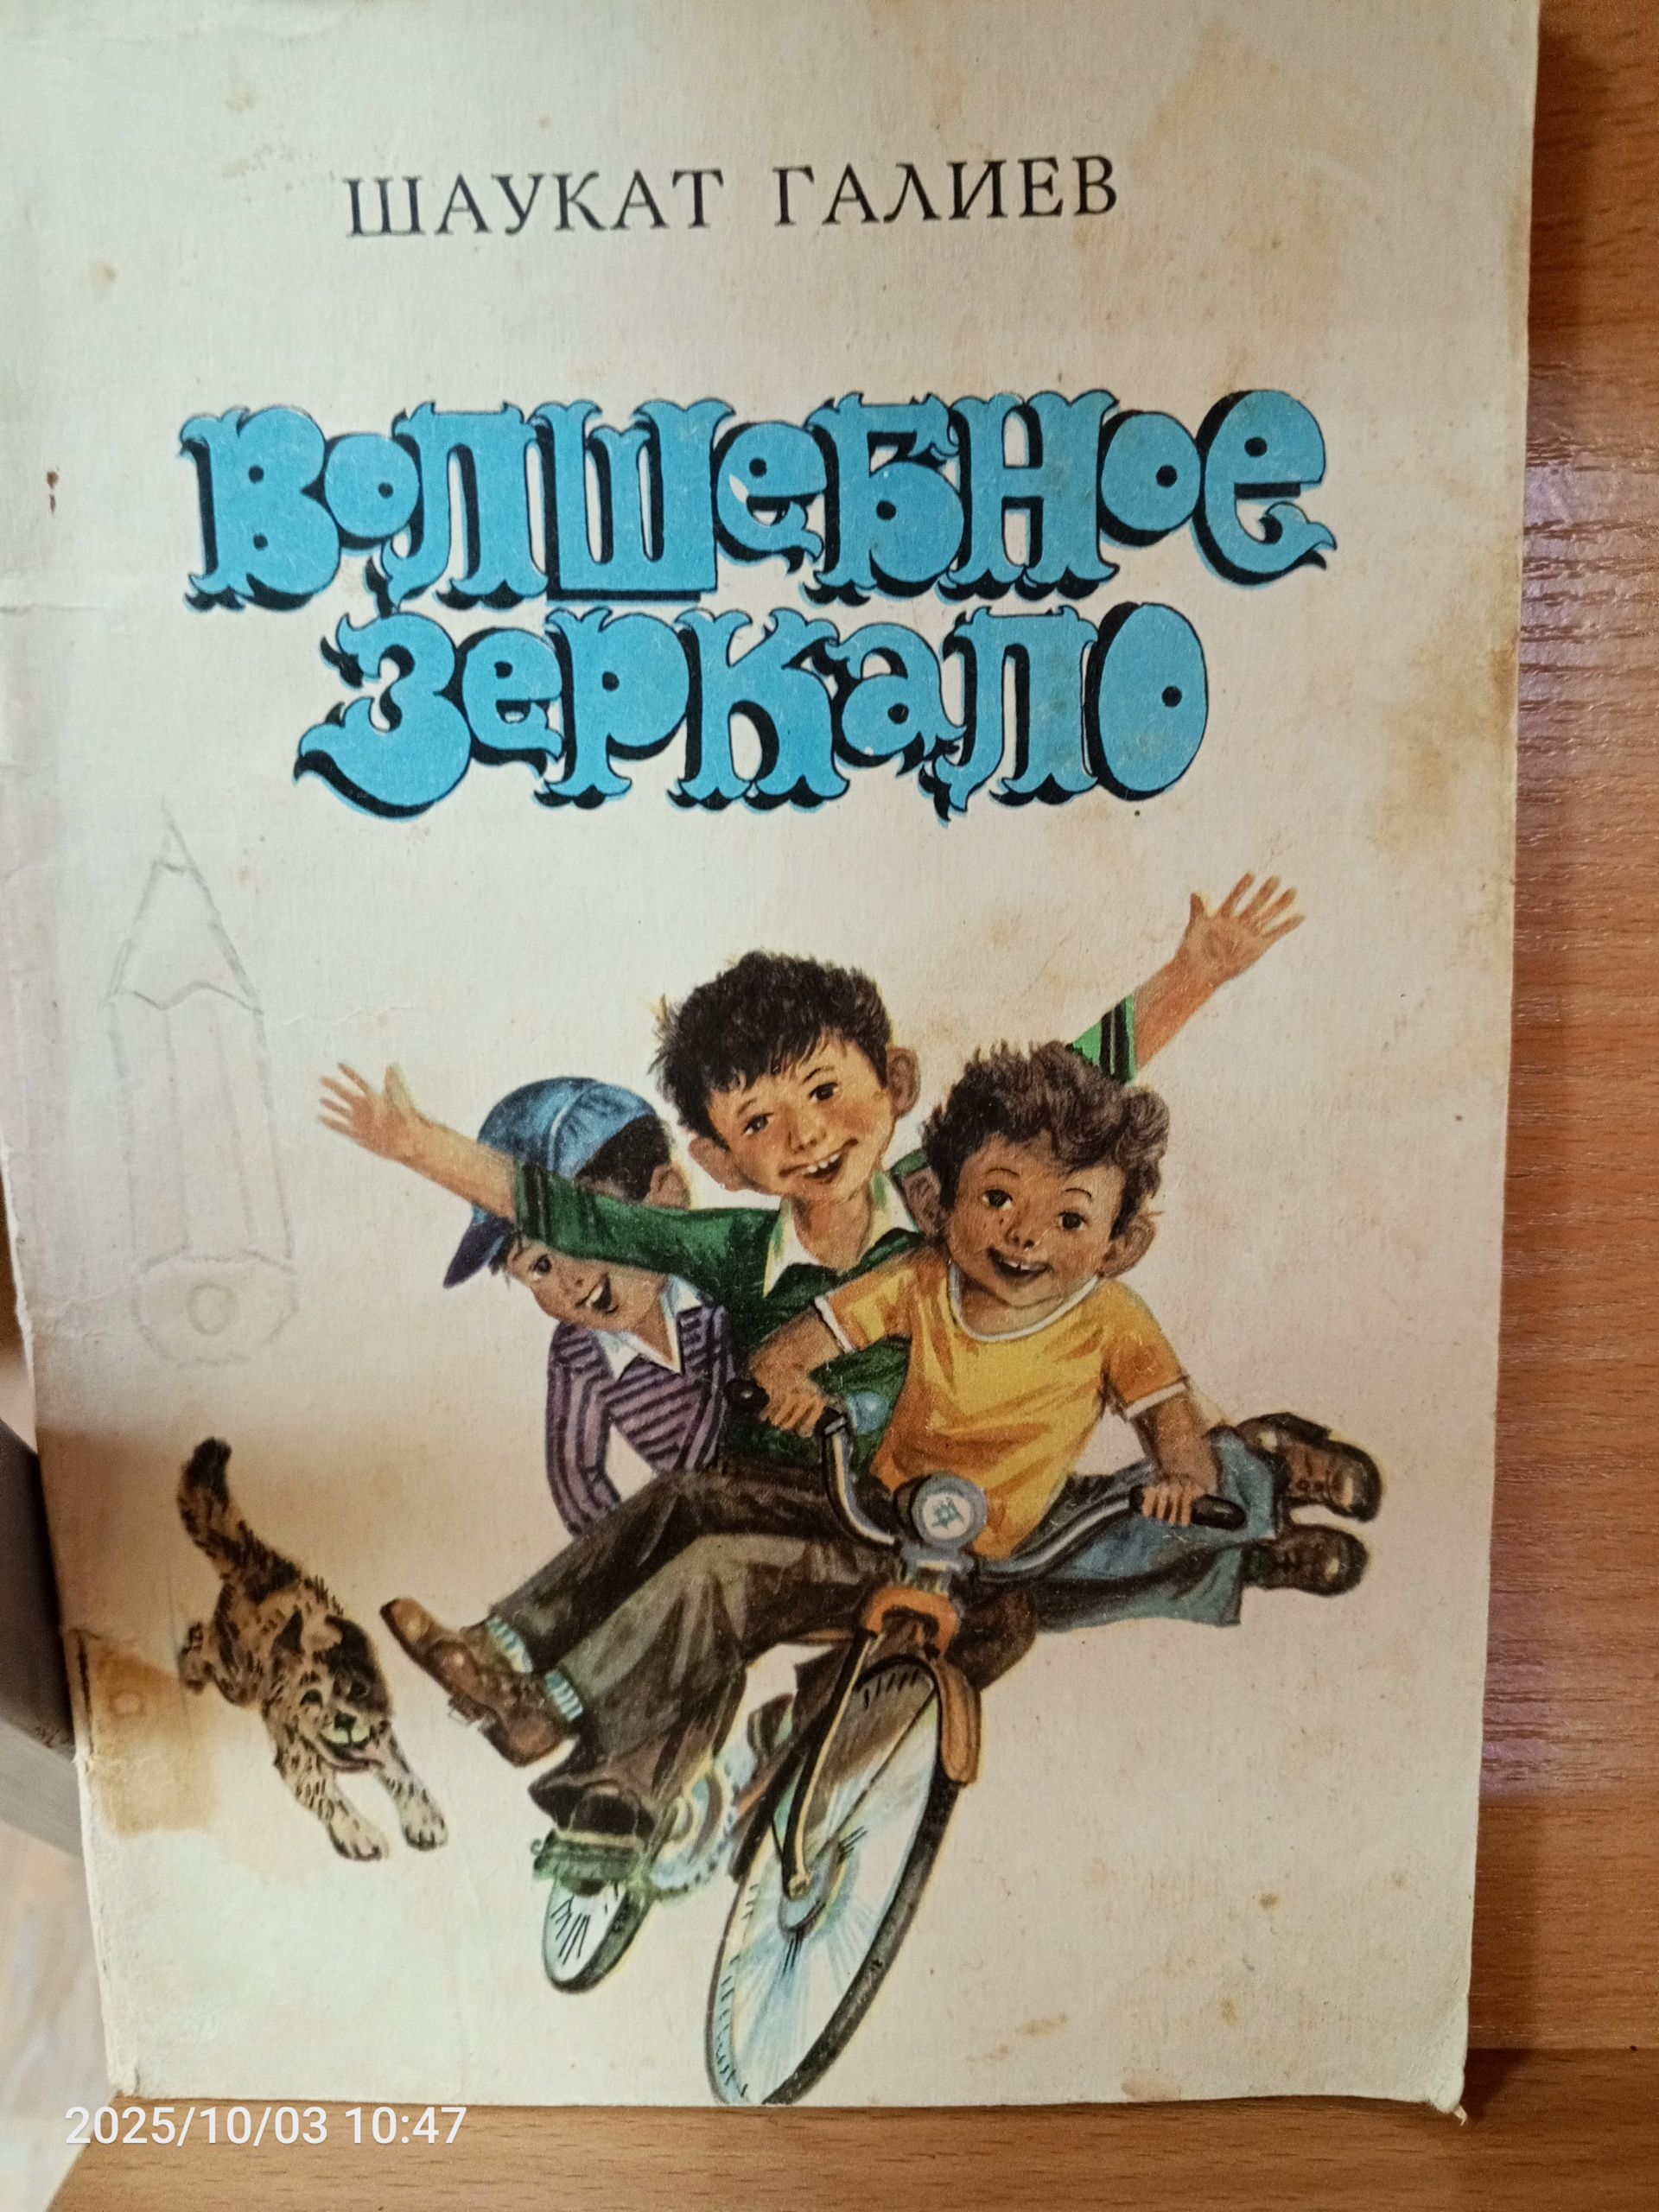 ШАУКАТ ГАЛИЕВ
ВОЛШЕБНОЕ
ЗЕРКАЛО
2025/10/03 10:47